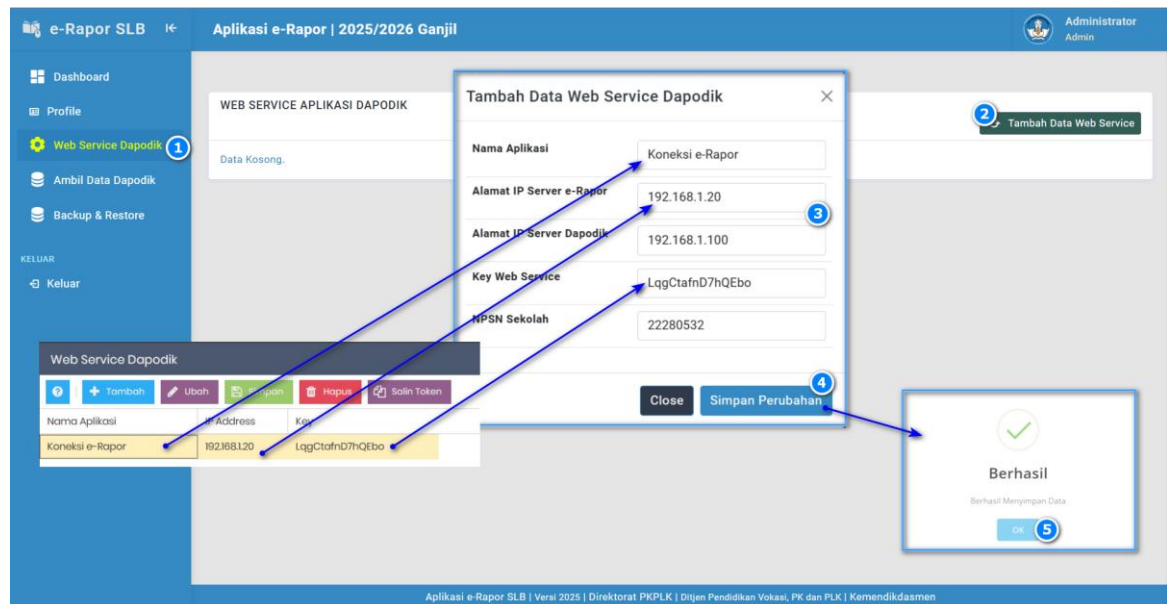 e-Rapor SLB
Aplikasi e-Rapor | 2025/2026 Ganjil
Administrator
Admin
Dashboard
Profile
Web Service Dapodik
1
Ambil Data Dapodik
Backup & Restore
KELUAR
Keluar
WEB SERVICE APLIKASI DAPODIK
2
Tambah Data Web Service
Data Kosong.
Tambah Data Web Service Dapodik
Nama Aplikasi
Koneksi e-Rapor
Alamat IP Server e-Rapor
192.168.1.20
3
Alamat IP Server Dapodik
192.168.1.100
Key Web Service
LqgCtafnD7hQEbo
NPSN Sekolah
22280532
Close
Simpan Perubahan
4
Web Service Dapodik
Tambah
Ubah
Simpan
Hapus
Salin Token
Nama Aplikasi
IP Address
Key
Koneksi e-Rapor
192.168.1.20
LqgCtafnD7hQEbo
Berhasil
Berhasil Menyimpan Data
OK
5
Aplikasi e-Rapor SLB | Versi 2025 | Direktorat PKPLK | Ditjen Pendidikan Vokasi, PK dan PLK | Kemendikdasmen